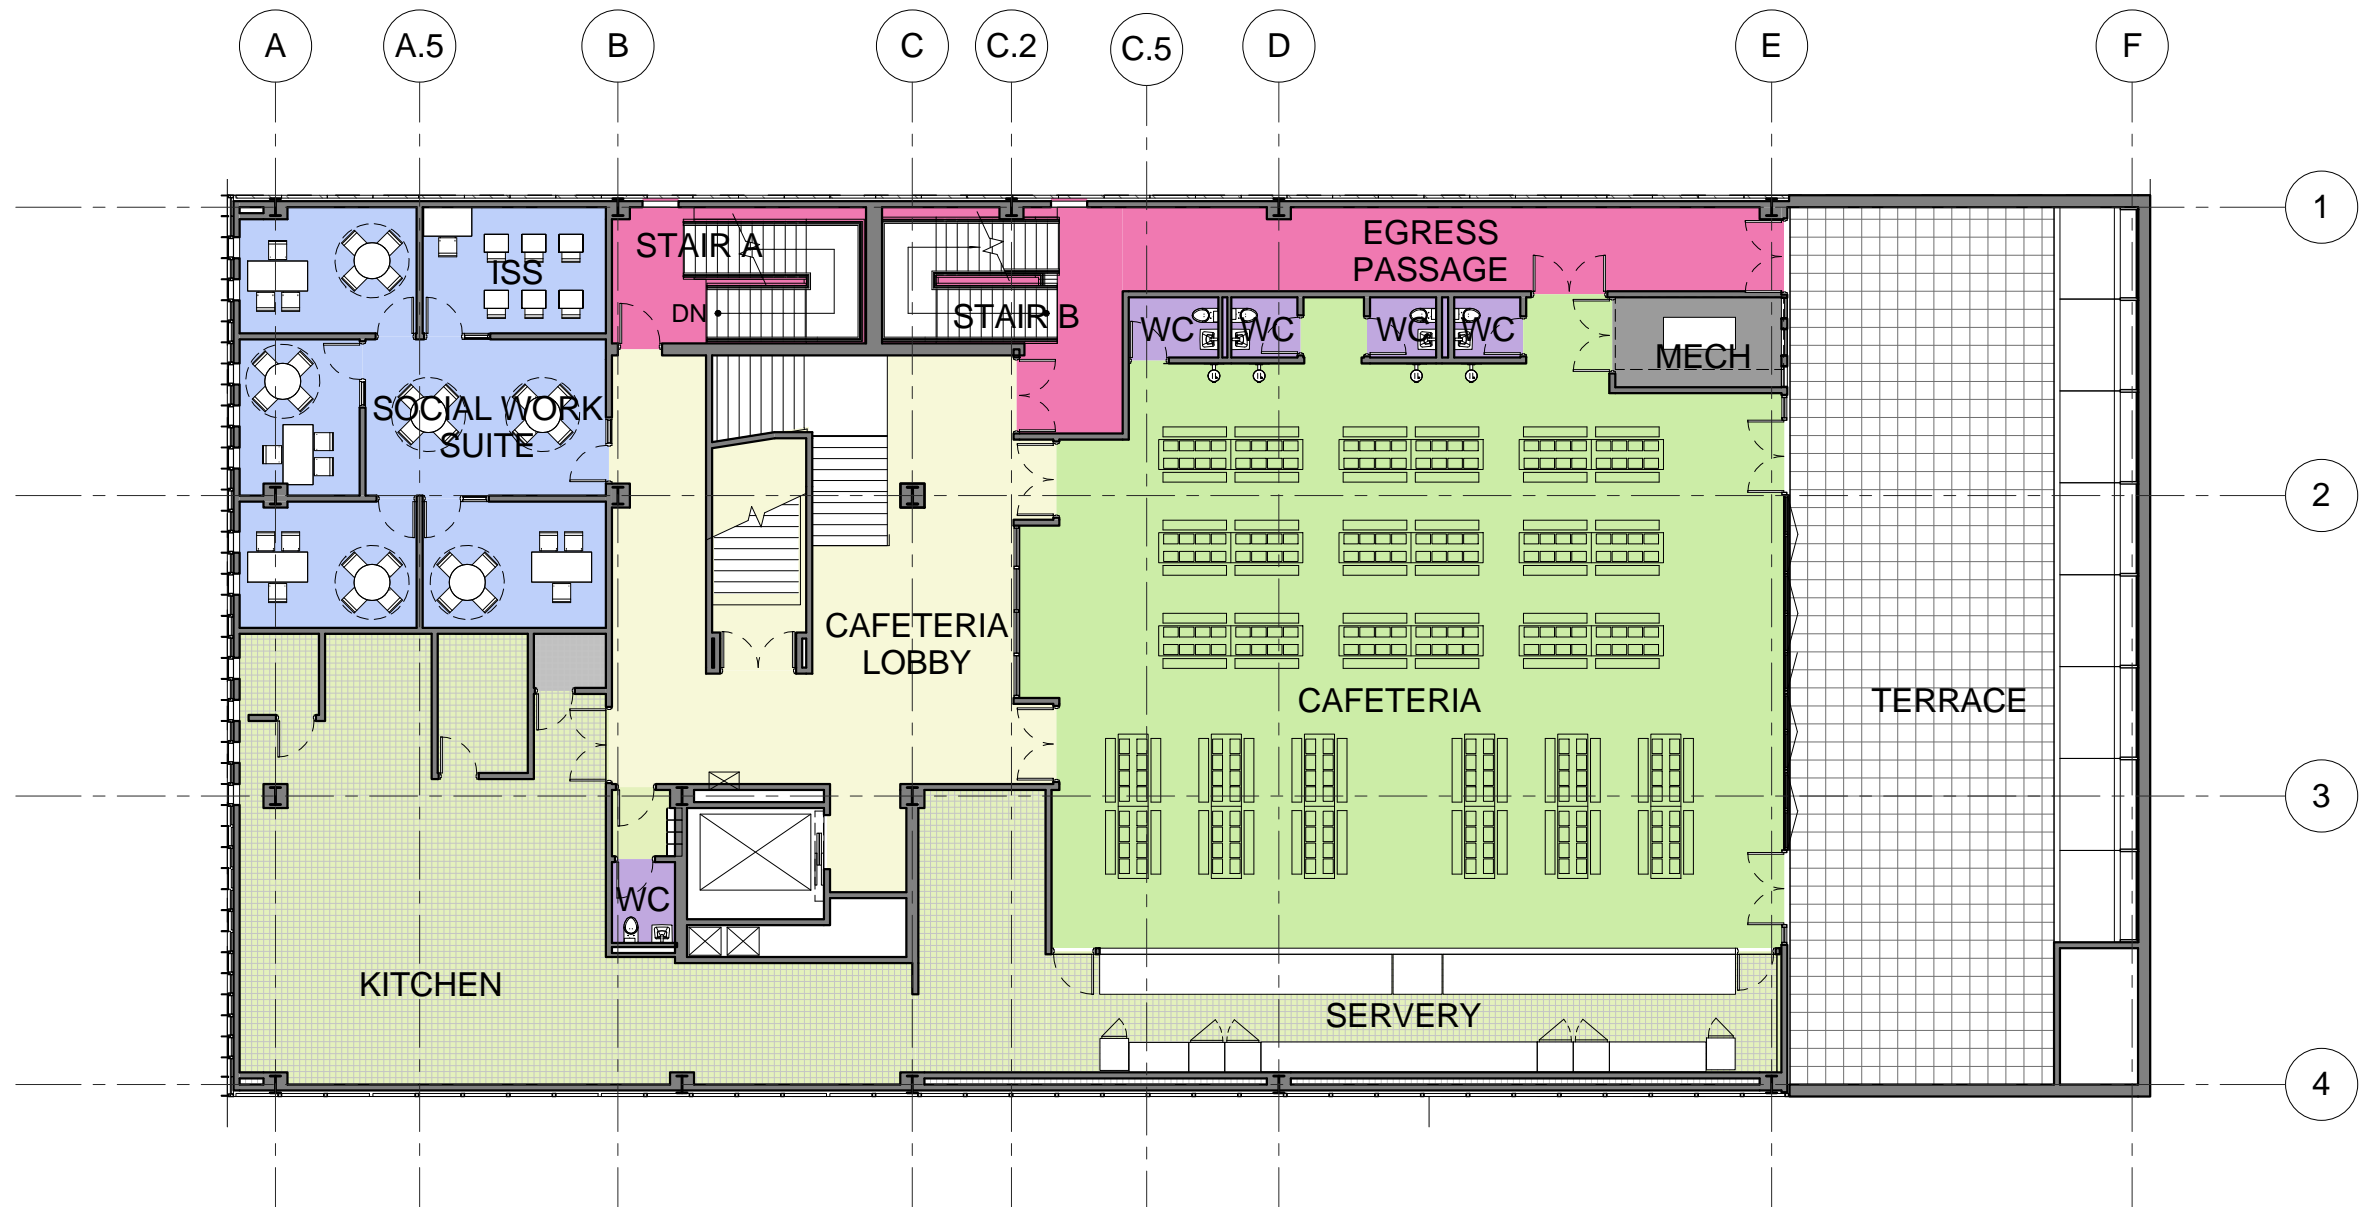 A
A.5
B
C
C.2
C.5
D
E
F
1
STAIR A
EGRESS
PASSAGE
ISS
DN
STAIR B
WC
WC
WC
WC
MECH
SOCIAL WORK
SUITE
2
CAFETERIA
LOBBY
CAFETERIA
TERRACE
3
WC
KITCHEN
SERVERY
4